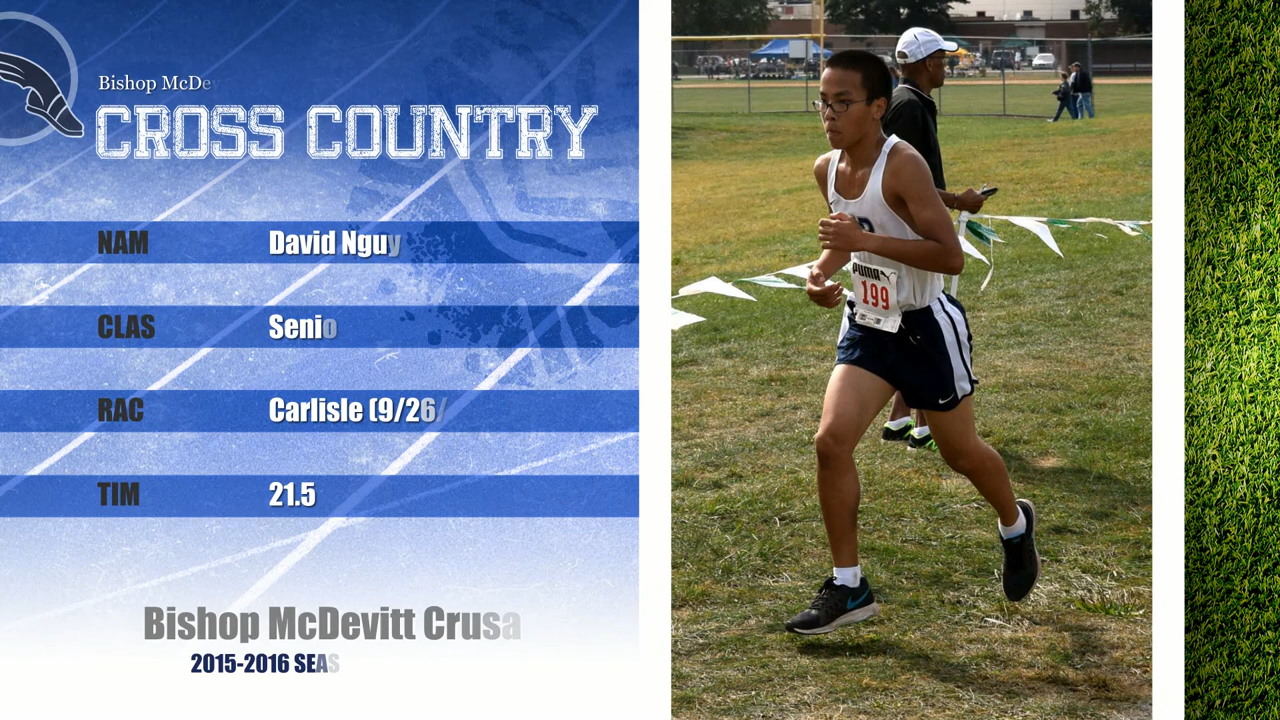 Bishop McDe
CROSS COUNTRY
NAM David Nguy
CLAS Senio
RAC Carlisle (9/26/
TIM 21.5
Bishop McDevitt Crusa
2015-2016 SEAS
PUMA
199